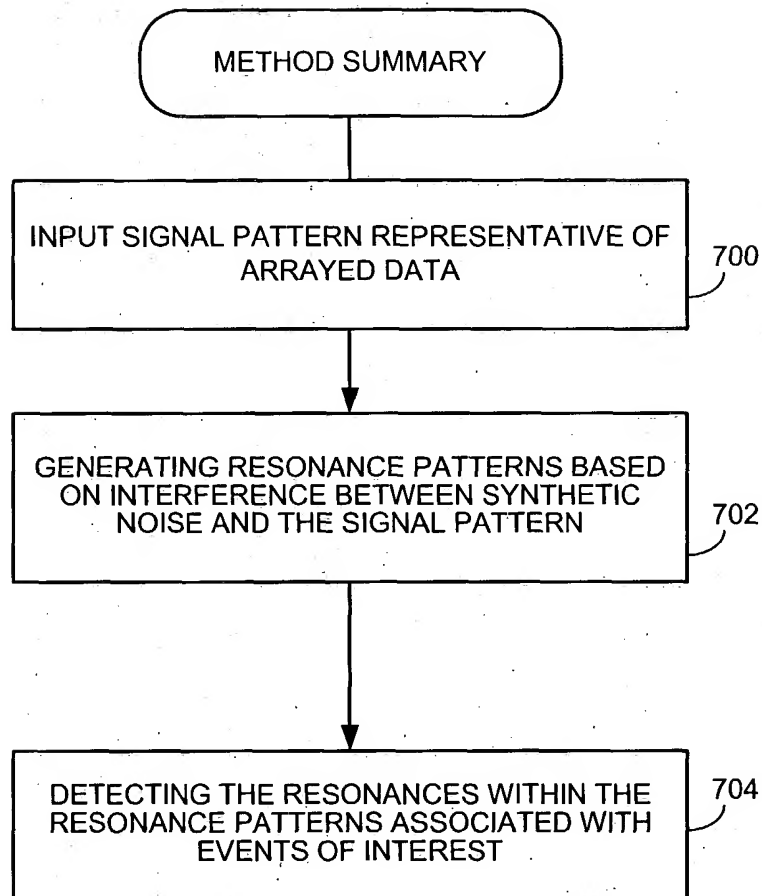 METHOD SUMMARY
INPUT SIGNAL PATTERN REPRESENTATIVE OF
ARRAYED DATA
700
GENERATING RESONANCE PATTERNS BASED
ON INTERFERENCE BETWEEN SYNTHETIC
NOISE AND THE SIGNAL PATTERN
702
DETECTING THE RESONANCES WITHIN THE
RESONANCE PATTERNS ASSOCIATED WITH
EVENTS OF INTEREST
704